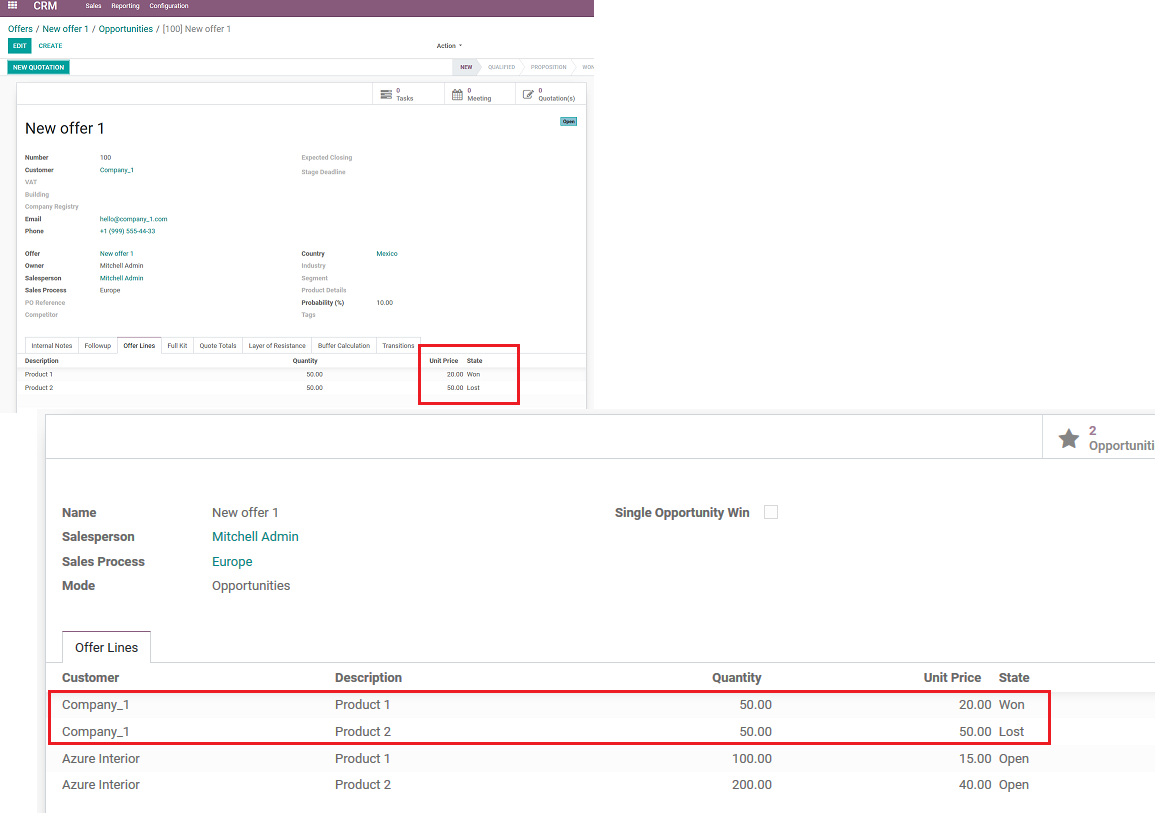 CRM Sales Reporting Configuration
Offers / New offer 1 / Opportunities / [100] New offer 1
EDIT CREATE Action
NEW QUOTATION NEW QUALIFIED PROPOSITION WON
0 Tasks 0 Meeting 0 Quotation(s)
New offer 1 Open
Number 100 Expected Closing
Customer Company_1
Stage Deadline
VAT
Building
Company Registry
Email hello@company_1.com
Phone +1 (999) 555-44-33
Offer New offer 1 Country Mexico
Owner Mitchell Admin Industry
Salesperson Mitchell Admin Segment
Sales Process Europe Product Details
PO Reference Probability (%) 10.00
Competitor Tags
Internal Notes Followup Offer Lines Full Kit Quote Totals Layer of Resistance Buffer Calculation Transitions
Description Quantity Unit Price State
Product 1 50.00 20.00 Won
Product 2 50.00 50.00 Lost
2
Opportuniti
Name New offer 1 Single Opportunity Win
Salesperson Mitchell Admin
Sales Process Europe
Mode Opportunities
Offer Lines
Customer Description Quantity Unit Price State
Company_1 Product 1 50.00 20.00 Won
Company_1 Product 2 50.00 50.00 Lost
Azure Interior Product 1 100.00 15.00 Open
Azure Interior Product 2 200.00 40.00 Open